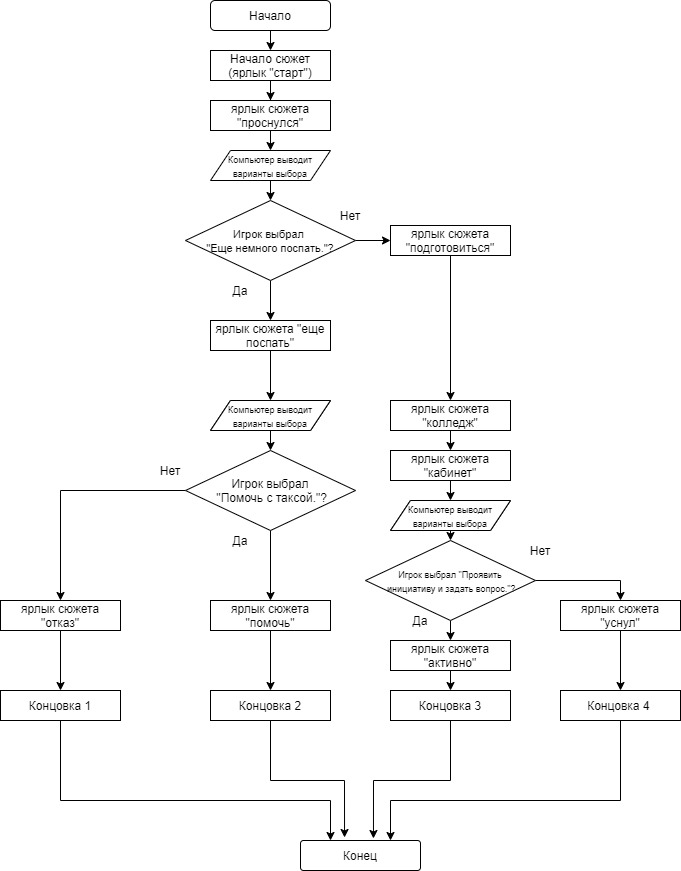 Начало
Начало сюжет
(ярлык "старт")
ярлык сюжета
"проснулся"
Компьютер выводит
варианты выбора
Игрок выбрал
"Еще немного поспать."?
Нет
ярлык сюжета
"подготовиться"
Да
ярлык сюжета "еще
поспать"
Компьютер выводит
варианты выбора
ярлык сюжета
"колледж"
ярлык сюжета
"кабинет"
Нет
Игрок выбрал
"Помочь с таксой."?
Компьютер выводит
варианты выбора
Да
Нет
Игрок выбрал "Проявить
инициативу и задать вопрос."?
ярлык сюжета
"отказ"
ярлык сюжета
"помочь"
Да
ярлык сюжета
"уснул"
ярлык сюжета
"активно"
Концовка 1
Концовка 2
Концовка 3
Концовка 4
Конец